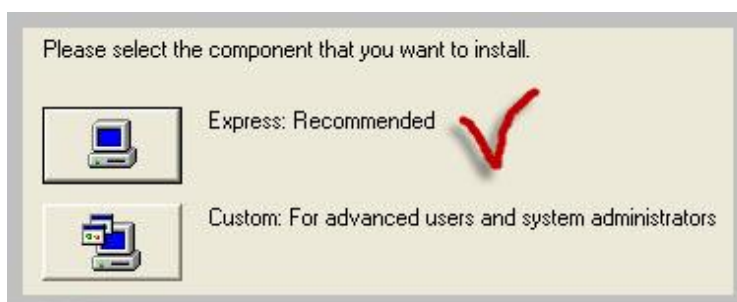 Please select the component that you want to install.
Express: Recommended
Custom: For advanced users and system administrators